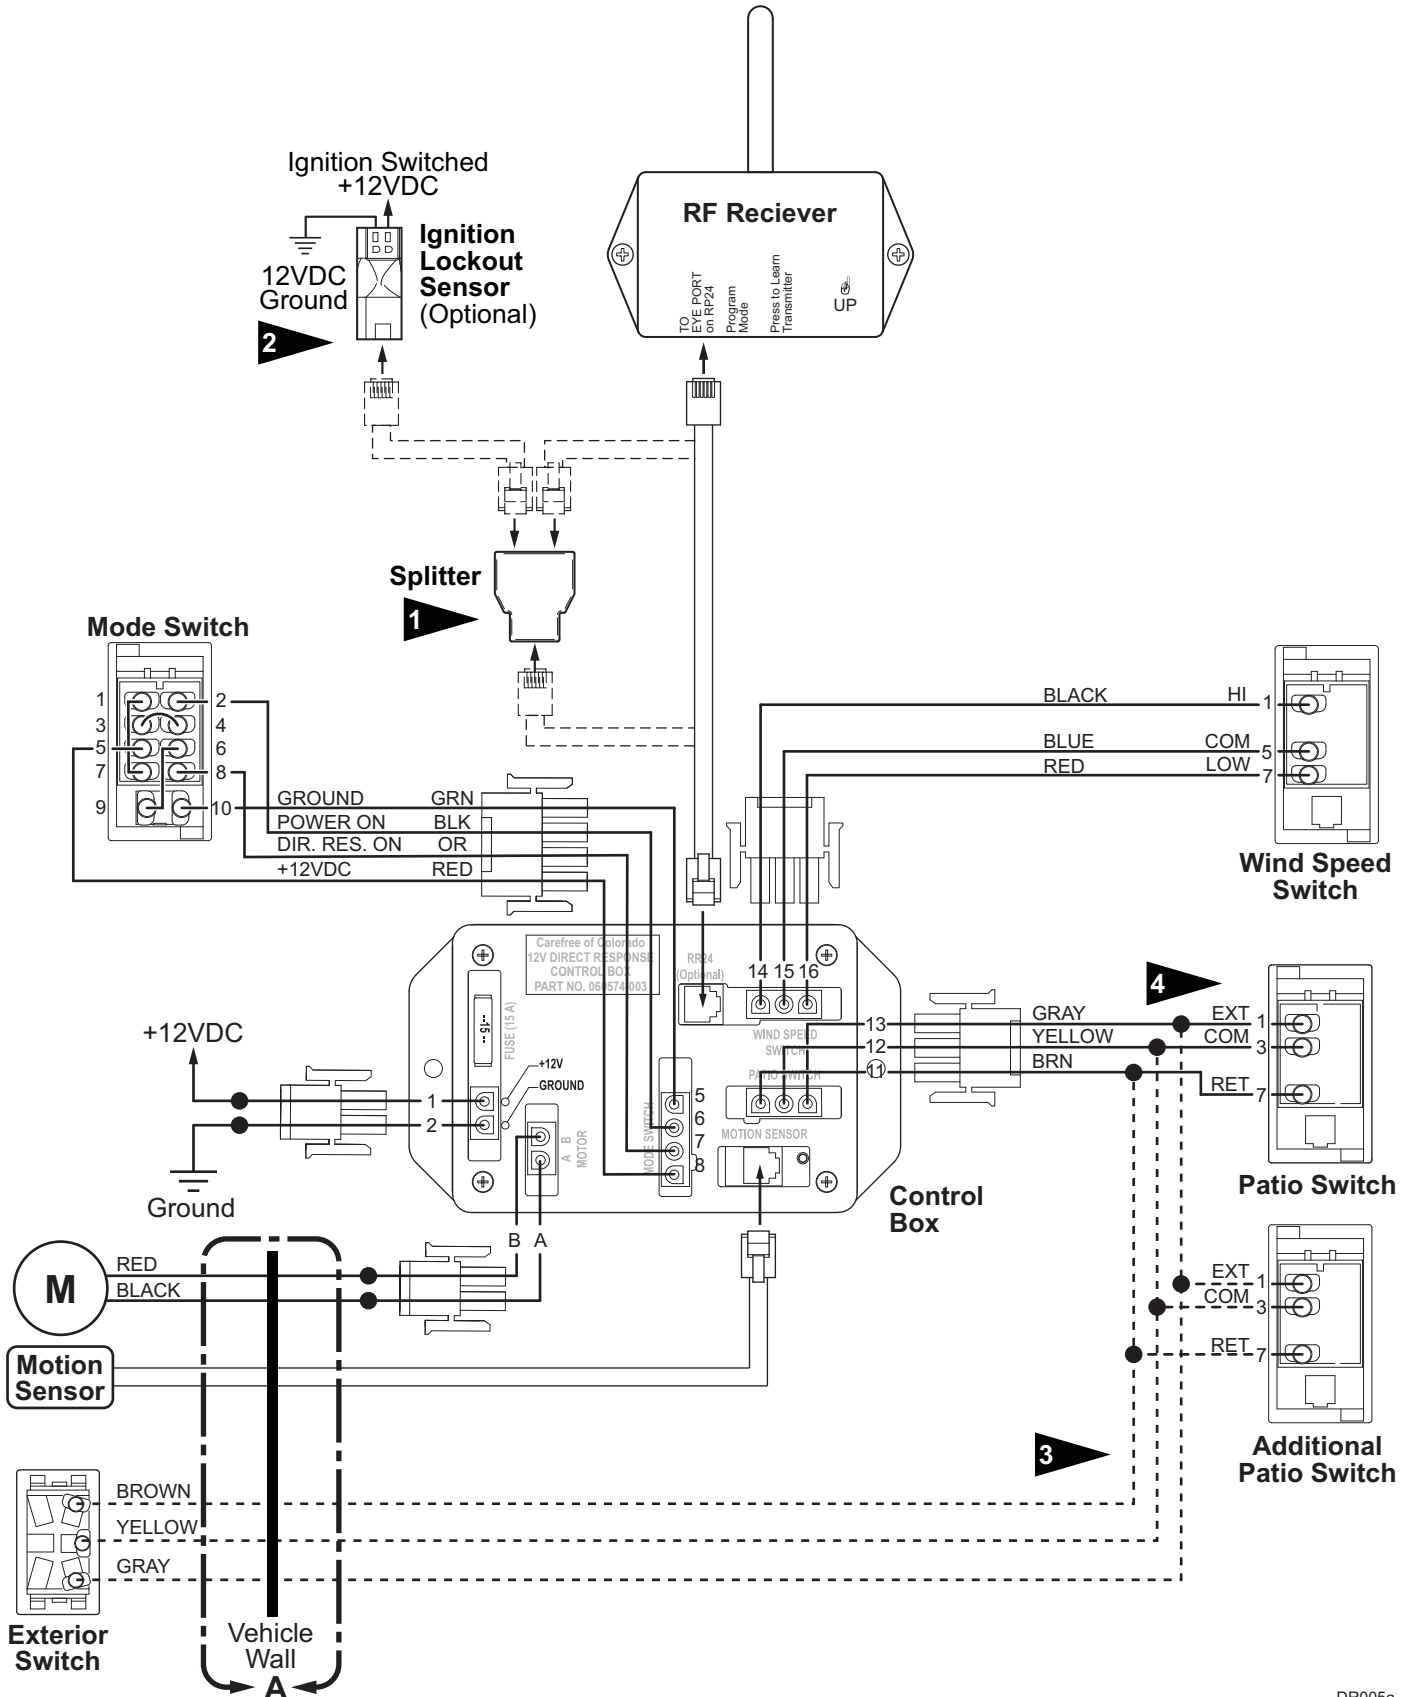 Ignition Switched
+12VDC
12VDC
Ground
Ignition
Lockout
Sensor
(Optional)
2
RF Reciever
TO
EYE PORT
on RP24
Program
Mode
Press to Learn
Transmitter
UP
Splitter
1
Mode Switch
1 2
3 4
5 6
7 8
9 10
GROUND GRN
POWER ON BLK
DIR. RES. ON OR
+12VDC RED
BLACK HI 1
BLUE COM 5
RED LOW 7
Wind Speed
Switch
Carefree of Colorado
12V DIRECT RESPONSE
CONTROL BOX
PART NO. 060574-003
RR24
(Optional)
14 15 16
WIND SPEED
SWITCH
--15--
FUSE (15 A)
+12V
GROUND
+12VDC
1
2
Ground
A B
MOTOR
MODE SWITCH
5
6
7
8
PATIO SWITCH
MOTION SENSOR
13
12
11
GRAY EXT 1
YELLOW COM 3
BRN RET 7
4
Patio Switch
Control
Box
B A
M
RED
BLACK
Motion
Sensor
EXT 1
COM 3
RET 7
Additional
Patio Switch
3
BROWN
YELLOW
GRAY
Exterior
Switch
Vehicle
Wall
A